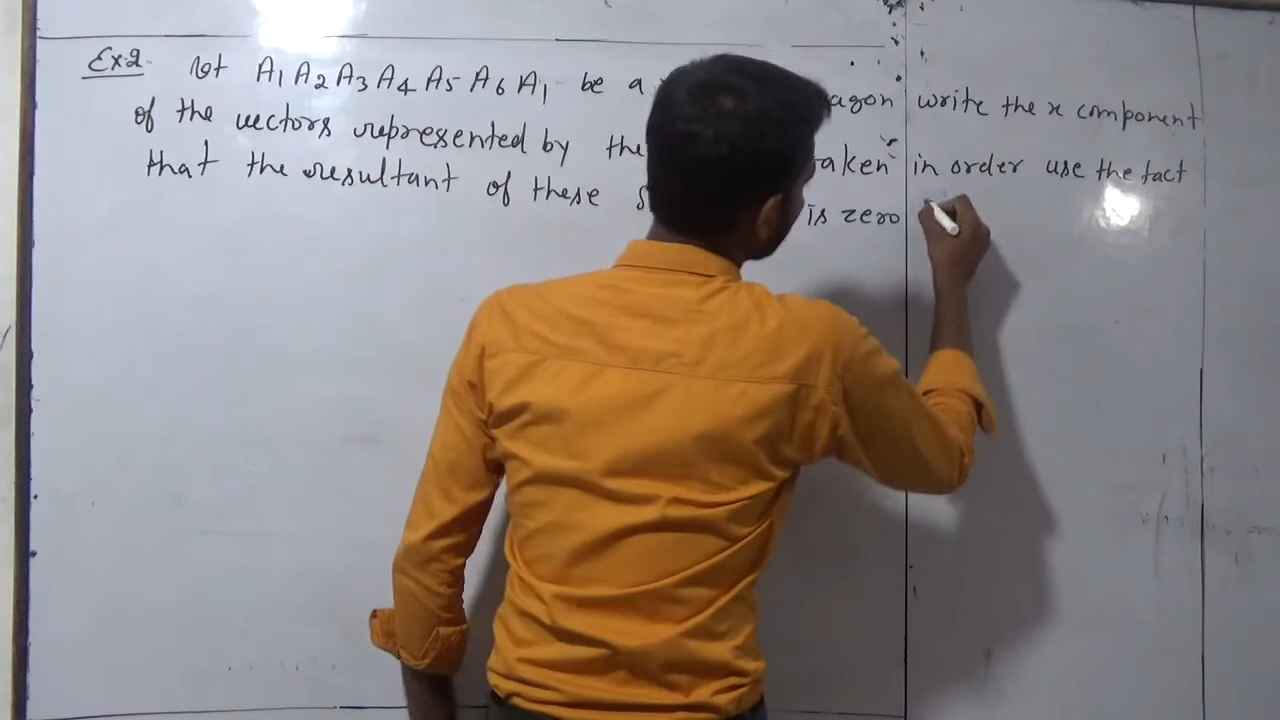 Ex.2. Let A1 A2 A3 A4 A5 A6 A1 be a agon write the x component
of the vectors represented by the taken in order use the fact
that the resultant of these is zero